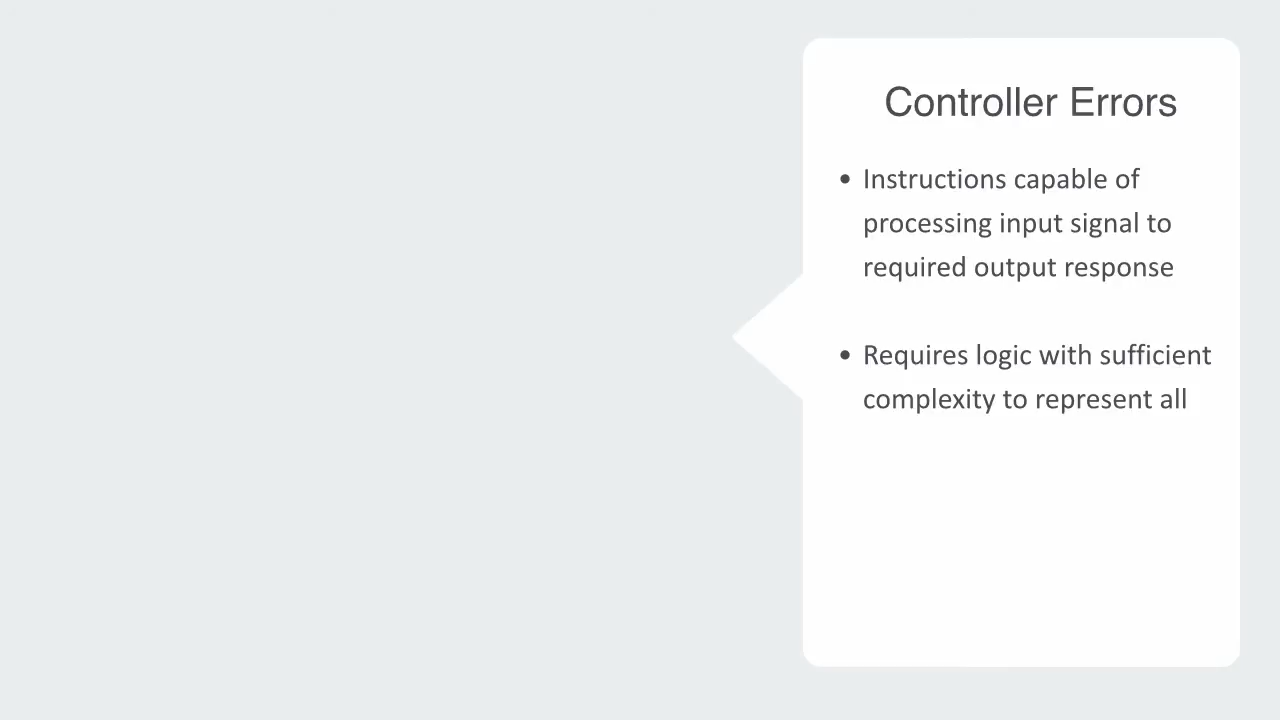 Controller Errors
• Instructions capable of
processing input signal to
required output response
• Requires logic with sufficient
complexity to represent all